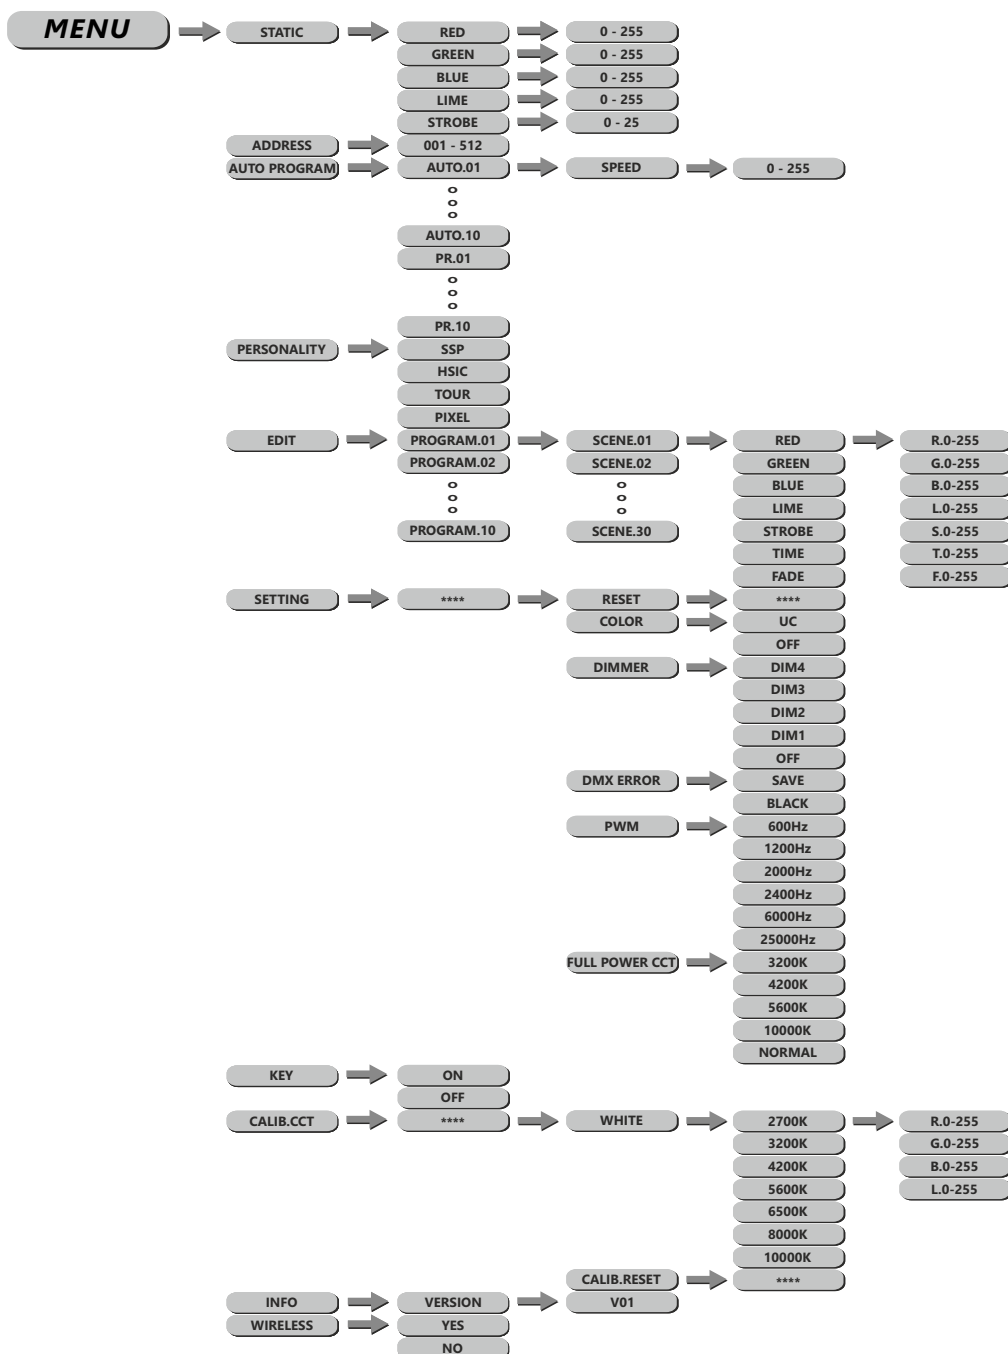 MENU STATIC RED 0 - 255
GREEN 0 - 255
BLUE 0 - 255
LIME 0 - 255
STROBE 0 - 25
ADDRESS 001 - 512
AUTO PROGRAM AUTO.01 SPEED 0 - 255
AUTO.10
PR.01
PR.10
PERSONALITY SSP
HSIC
TOUR
PIXEL
EDIT PROGRAM.01 SCENE.01 RED R.0-255
PROGRAM.02 SCENE.02 GREEN G.0-255
BLUE B.0-255
LIME L.0-255
PROGRAM.10 SCENE.30 STROBE S.0-255
TIME T.0-255
FADE F.0-255
SETTING **** RESET ****
COLOR UC
OFF
DIMMER DIM4
DIM3
DIM2
DIM1
OFF
DMX ERROR SAVE
BLACK
PWM 600Hz
1200Hz
2000Hz
2400Hz
6000Hz
25000Hz
FULL POWER CCT 3200K
4200K
5600K
10000K
NORMAL
KEY ON
OFF
CALIB.CCT **** WHITE 2700K R.0-255
3200K G.0-255
4200K B.0-255
5600K L.0-255
6500K
8000K
10000K
CALIB.RESET ****
INFO VERSION V01
WIRELESS YES
NO